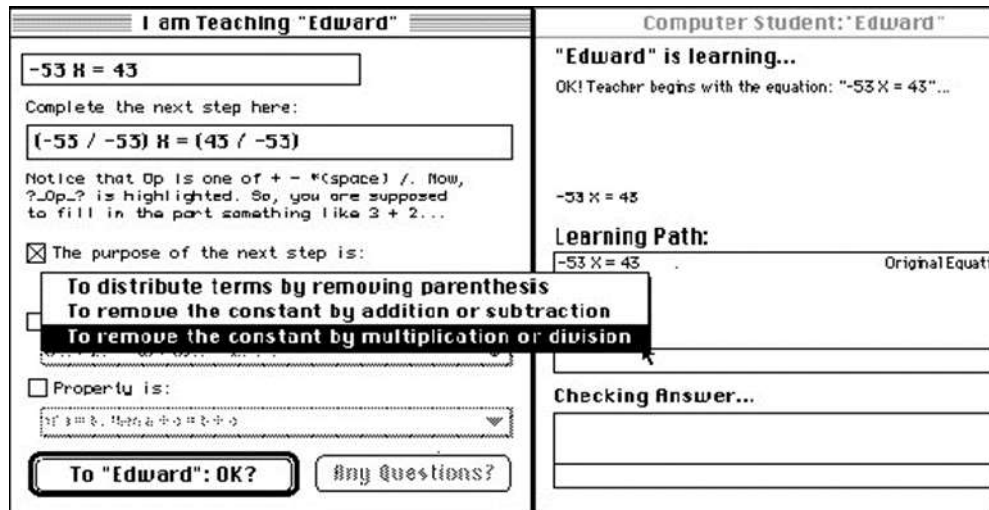 I am Teaching "Edward"
-53 X = 43
Complete the next step here:
(-53 / -53) X = (43 / -53)
Notice that Op is one of + - *(space) /. Now,
?_Op_? is highlighted. So, you are supposed
to fill in the part something like 3 + 2...
The purpose of the next step is:
To distribute terms by removing parenthesis
To remove the constant by addition or subtraction
To remove the constant by multiplication or division
Property is:
To "Edward": OK?
Any Questions?
Computer Student:"Edward"
"Edward" is learning...
OK! Teacher begins with the equation: "-53 X = 43"...
-53 X = 43
Learning Path:
-53 X = 43 . Original Equati
Checking Answer...